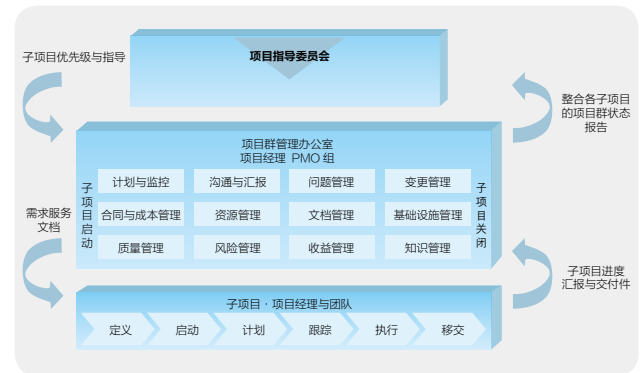 项目指导委员会
子项目优先级与指导
整合各子项目
的项目群状态
报告
项目群管理办公室
项目经理 PMO 组
子项目启动
计划与监控
沟通与汇报
问题管理
变更管理
合同与成本管理
资源管理
文档管理
基础设施管理
质量管理
风险管理
收益管理
知识管理
子项目关闭
需求服务
文档
子项目进度
汇报与交付件
子项目·项目经理与团队
定义
启动
计划
跟踪
执行
移交